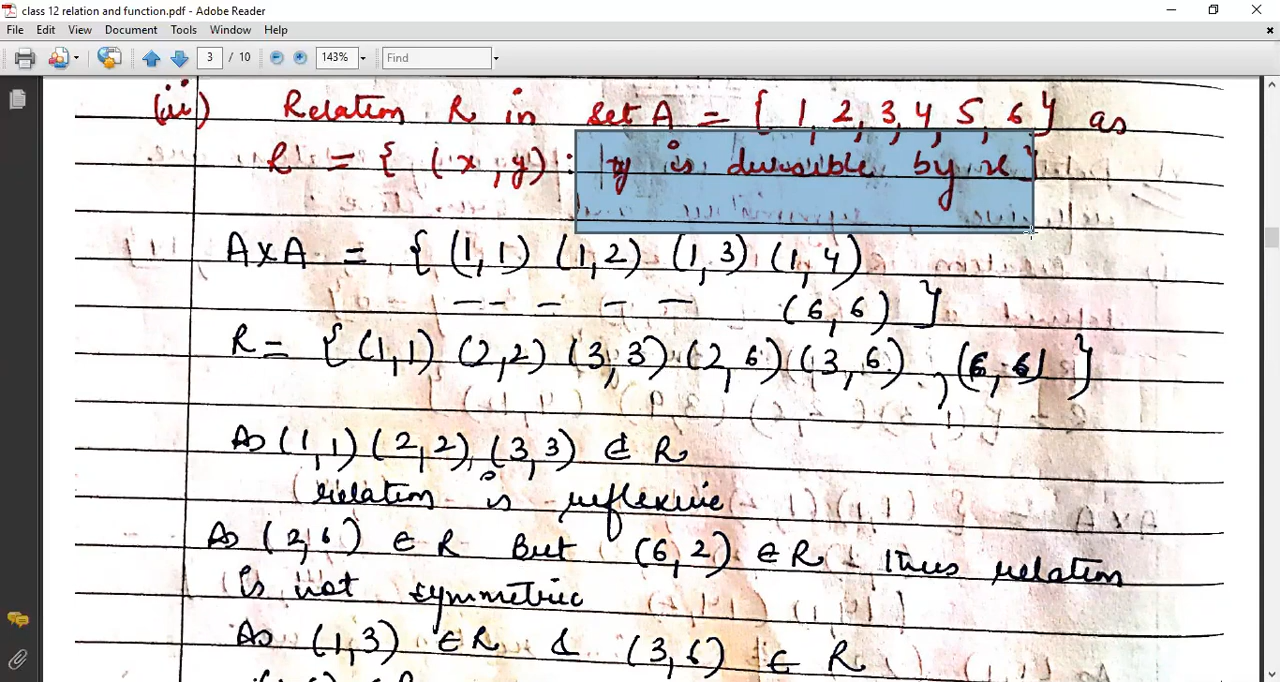 class 12 relation and function.pdf - Adobe Reader
File Edit View Document Tools Window Help
3 / 10 143% Find
(iii) Relation R in set A = { 1, 2, 3, 4, 5, 6 } as
R = { (x, y) : y is divisible by x }
A×A = { (1, 1) (1, 2) (1, 3) (1, 4)
-- - - - (6, 6) }
R = { (1, 1) (2, 2) (3, 3) (2, 6) (3, 6) , (6, 6) }
As (1, 1) (2, 2), (3, 3) ∈ R
relation is reflexive
As (2, 6) ∈ R But (6, 2) ∈ R Thus relation
is not symmetric
As (1, 3) ∈ R & (3, 6) ∈ R